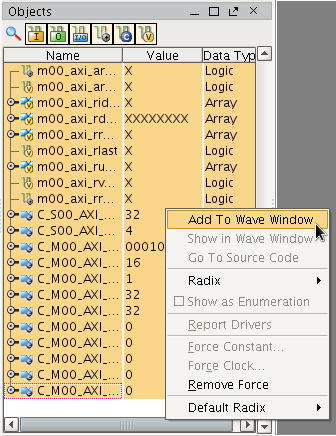 Objects
Name Value Data Typ
m00_axi_ar... X Logic
m00_axi_ar... X Logic
m00_axi_rid... X Array
m00_axi_rd... XXXXXXXX Array
m00_axi_rr... X Array
m00_axi_rlast X Logic
m00_axi_ru... X Array
m00_axi_rv... X Logic
m00_axi_rr... X Logic
C_S00_AXI_... 32
C_S00_AXI_... 4
C_M00_AXI_... 00010
C_M00_AXI_... 16
C_M00_AXI_... 1
C_M00_AXI_... 32
C_M00_AXI_... 32
C_M00_AXI_... 0
C_M00_AXI_... 0
C_M00_AXI_... 0
C_M00_AXI_... 0
C_M00_AXI_... 0
Add To Wave Window
Show in Wave Window
Go To Source Code
Radix
Show as Enumeration
Report Drivers
Force Constant...
Force Clock...
Remove Force
Default Radix